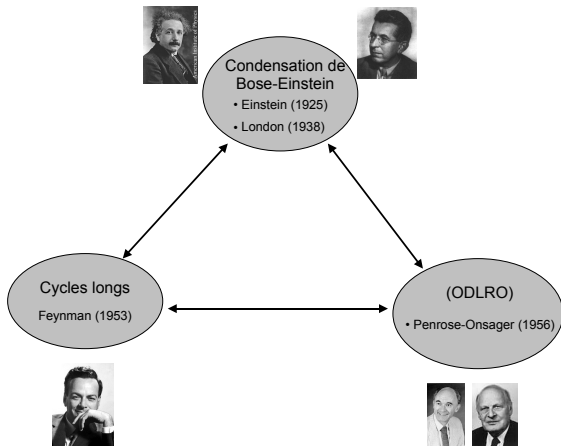 Condensation de
Bose-Einstein
• Einstein (1925)
• London (1938)
Cycles longs
Feynman (1953)
(ODLRO)
• Penrose-Onsager (1956)